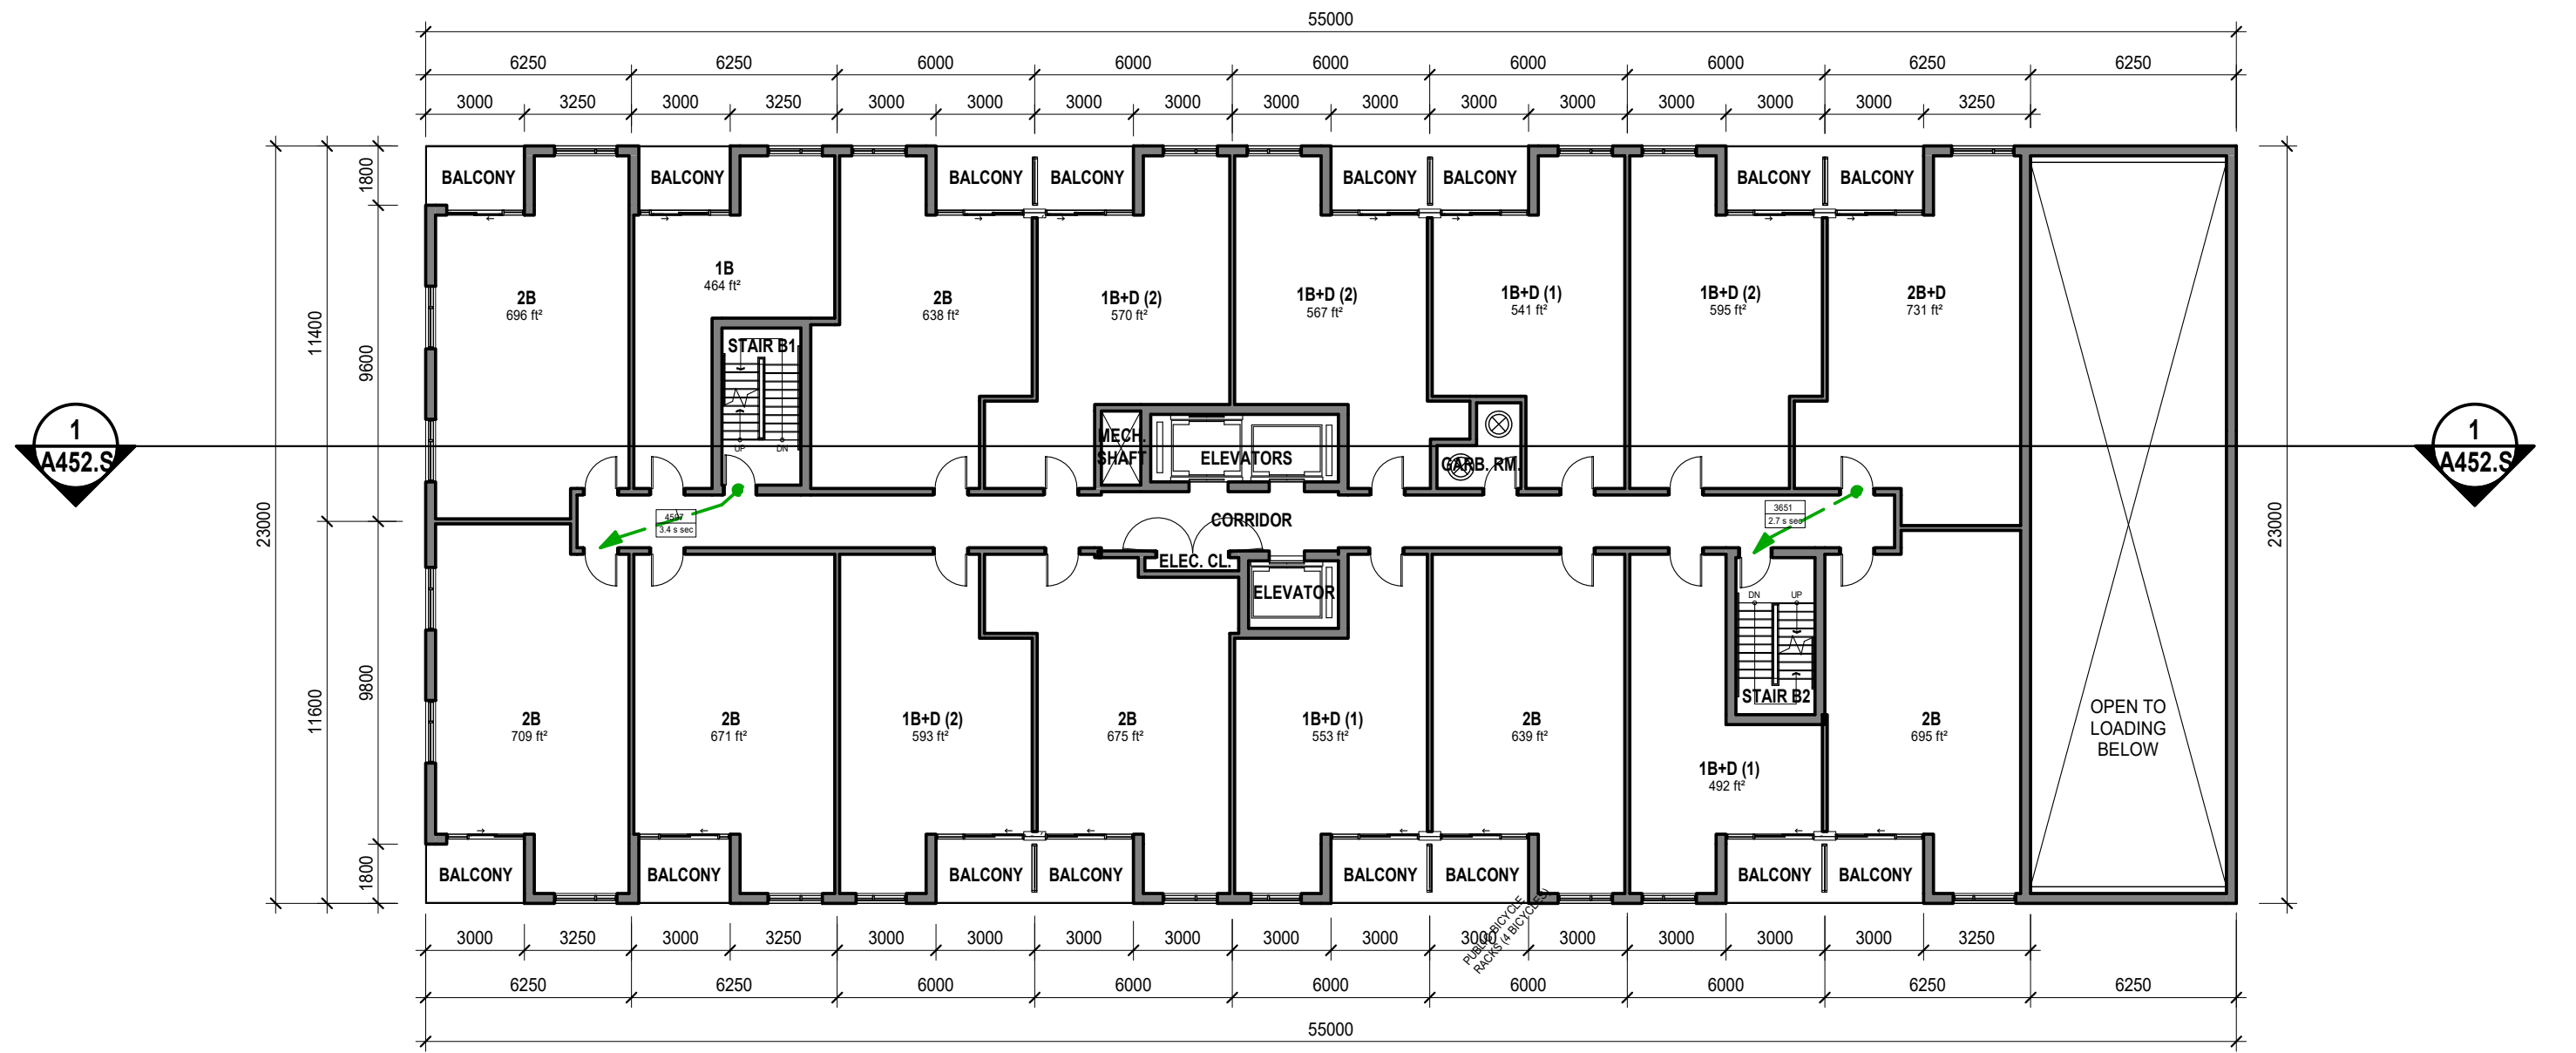 55000
6250 6250 6000 6000 6000 6000 6000 6250 6250
3000 3250 3000 3250 3000 3000 3000 3000 3000 3000 3000 3000 3000 3000 3000 3250
1800
11400
9600
23000
9800
11600
1800
23000
BALCONY BALCONY BALCONY BALCONY BALCONY BALCONY BALCONY BALCONY
2B
696 ft²
1B
464 ft²
2B
638 ft²
1B+D (2)
570 ft²
1B+D (2)
567 ft²
1B+D (1)
541 ft²
1B+D (2)
595 ft²
2B+D
731 ft²
STAIR B1
UP DN
MECH.
SHAFT
ELEVATORS
GARB. RM.
1
A452.S
1
A452.S
4597
3.4 s sec
CORRIDOR
3651
2.7 s sec
ELEC. CL.
ELEVATOR
DN UP
STAIR B2
2B
709 ft²
2B
671 ft²
1B+D (2)
593 ft²
2B
675 ft²
1B+D (1)
553 ft²
2B
639 ft²
1B+D (1)
492 ft²
2B
695 ft²
OPEN TO
LOADING
BELOW
BALCONY BALCONY BALCONY BALCONY BALCONY BALCONY BALCONY BALCONY
PUBLIC BICYCLE
RACKS (4 BICYCLES)
3000 3250 3000 3250 3000 3000 3000 3000 3000 3000 3000 3000 3000 3000 3000 3250
6250 6250 6000 6000 6000 6000 6000 6250 6250
55000